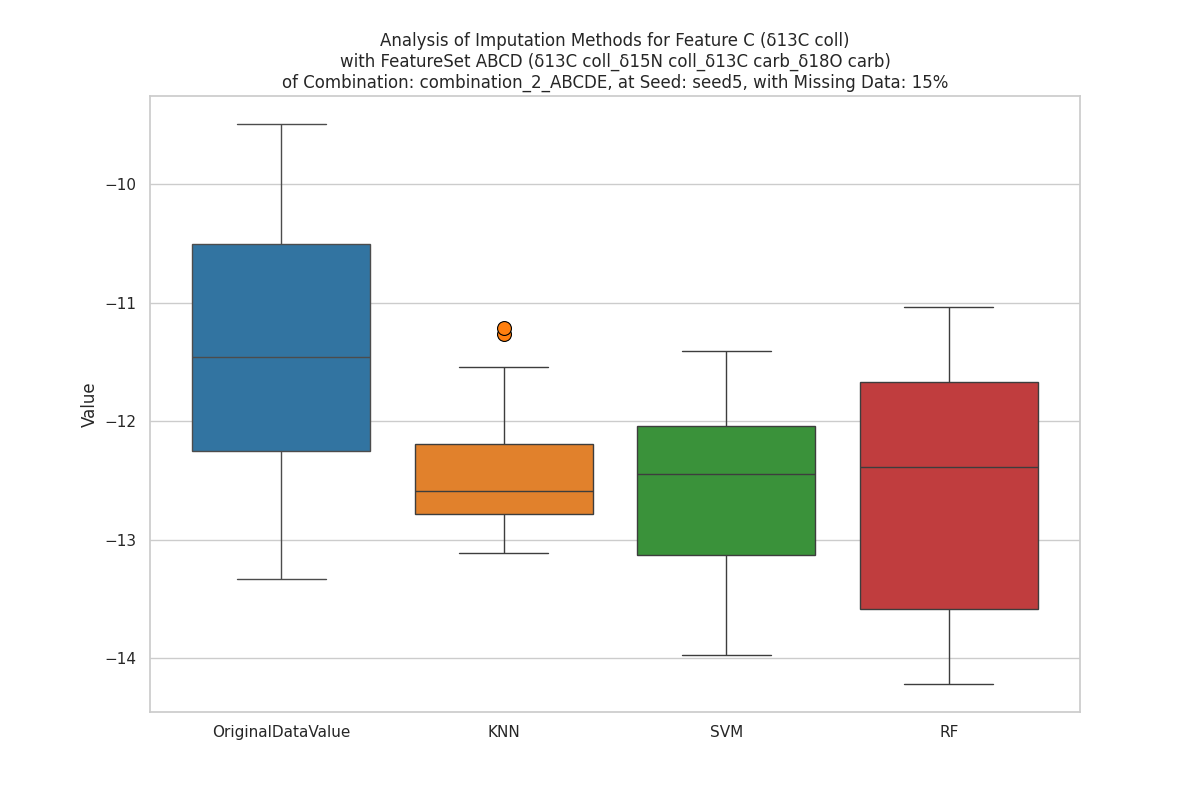 Analysis of Imputation Methods for Feature C (δ13C coll)
with FeatureSet ABCD (δ13C coll_δ15N coll_δ13C carb_δ18O carb)
of Combination: combination_2_ABCDE, at Seed: seed5, with Missing Data: 15%
Value
−10
−11
−12
−13
−14
OriginalDataValue
KNN
SVM
RF